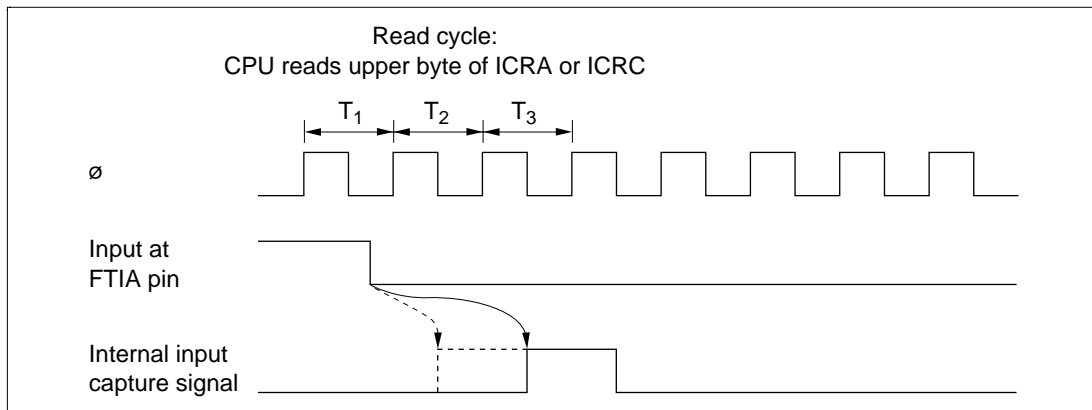 Read cycle:
CPU reads upper byte of ICRA or ICRC
T1 T2 T3
ø
Input at
FTIA pin
Internal input
capture signal